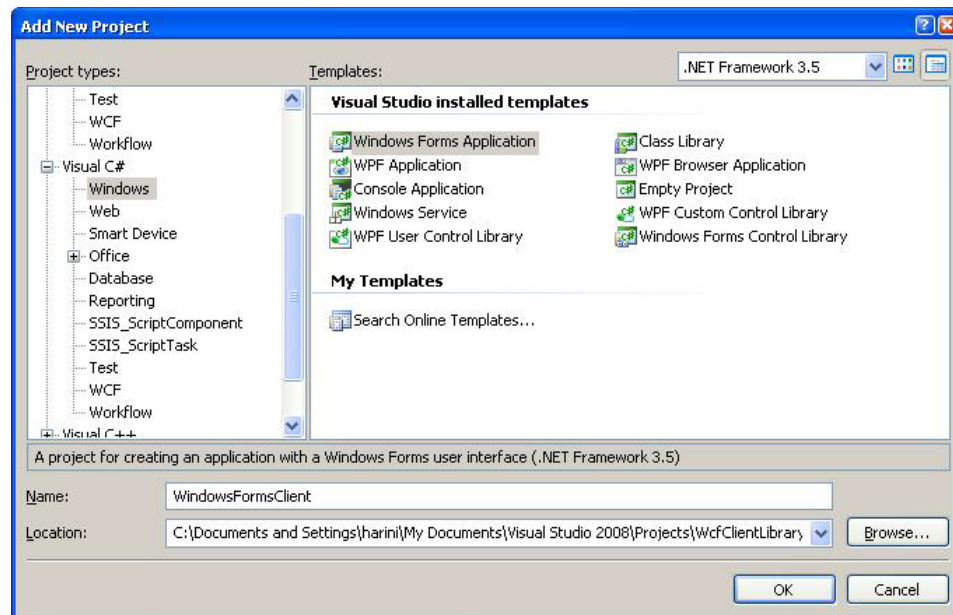 Add New Project
Project types:
Templates:
.NET Framework 3.5
Test
WCF
Workflow
Visual C#
Windows
Web
Smart Device
Office
Database
Reporting
SSIS_ScriptComponent
SSIS_ScriptTask
Test
WCF
Workflow
Visual C++
Visual Studio installed templates
Windows Forms Application
WPF Application
Console Application
Windows Service
WPF User Control Library
Class Library
WPF Browser Application
Empty Project
WPF Custom Control Library
Windows Forms Control Library
My Templates
Search Online Templates...
A project for creating an application with a Windows Forms user interface (.NET Framework 3.5)
Name:
WindowsFormsClient
Location:
C:\Documents and Settings\harini\My Documents\Visual Studio 2008\Projects\WcfClientLibrary
Browse...
OK
Cancel